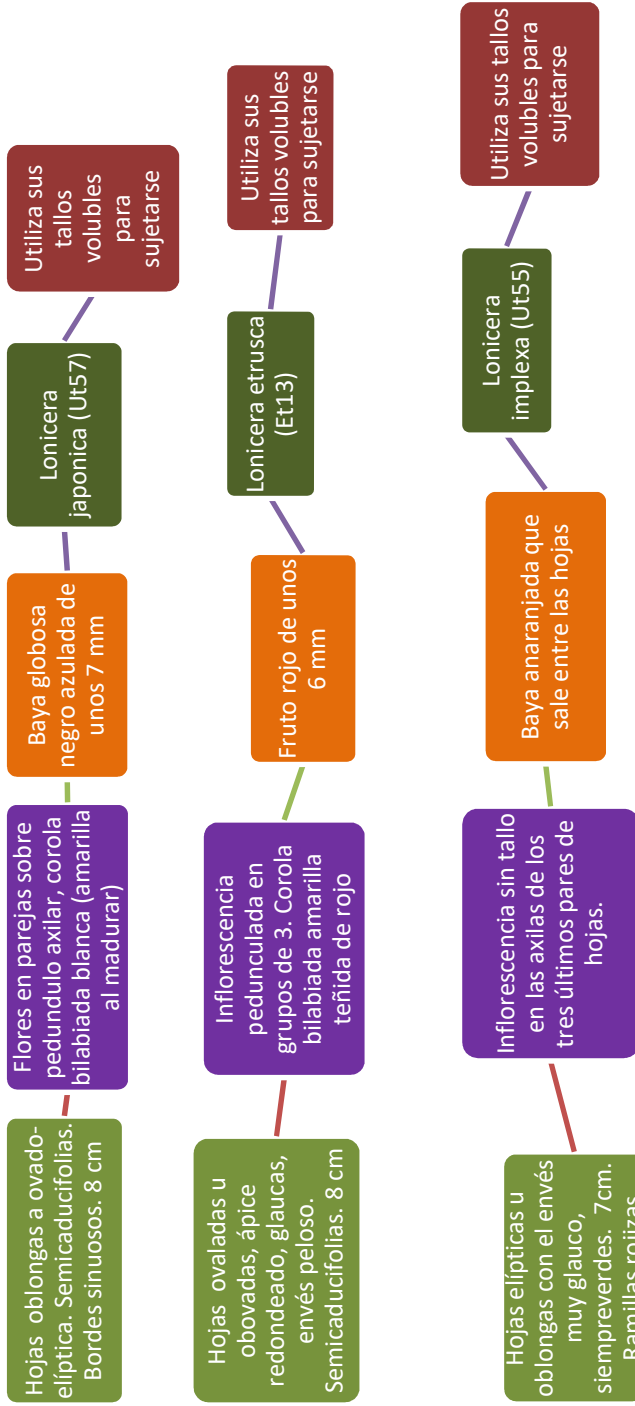 Hojas oblongas a ovado-
elíptica. Semicaducifolias.
Bordes sinuosos. 8 cm
Flores en parejas sobre
pedundulo axilar, corola
bilabiada blanca (amarilla
al madurar)
Baya globosa
negro azulada de
unos 7 mm
Lonicera
japonica (Ut57)
Utiliza sus
tallos
volubles
para
sujetarse
Hojas ovaladas u
obovadas, ápice
redondeado, glaucas,
envés peloso.
Semicaducifolias. 8 cm
Inflorescencia
pedunculada en
grupos de 3. Corola
bilabiada amarilla
teñida de rojo
Fruto rojo de unos
6 mm
Lonicera etrusca
(Et13)
Utiliza sus
tallos volubles
para sujetarse
Hojas elípticas u
oblongas con el envés
muy glauco,
siempreverdes. 7cm.
Ramillas rojizas
Inflorescencia sin tallo
en las axilas de los
tres últimos pares de
hojas.
Baya anaranjada que
sale entre las hojas
Lonicera
implexa (Ut55)
Utiliza sus tallos
volubles para
sujetarse